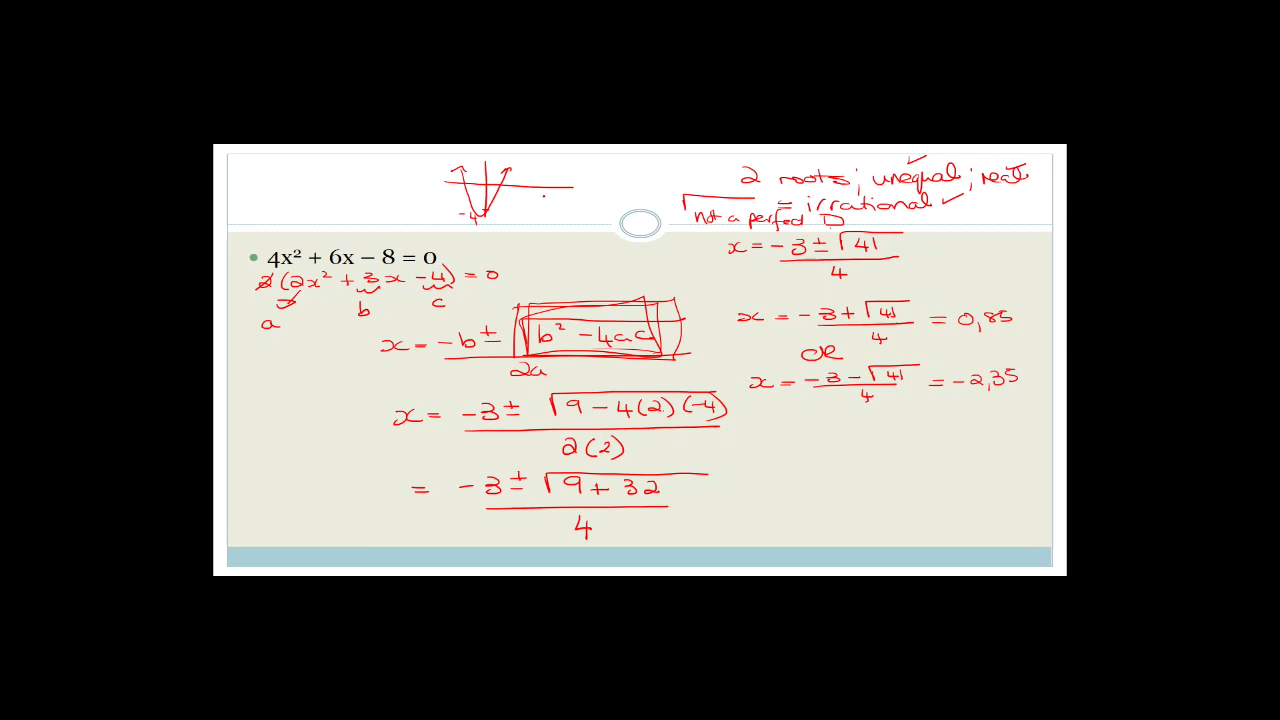 -4
2 roots; unequal; real
√ = irrational
not a perfect □
• 4x² + 6x − 8 = 0
2(2x² + 3x − 4) = 0
a b c
x = −b ± √b² − 4ac
2a
x = −3 ± √9 − 4(2)(−4)
2(2)
= −3 ± √9 + 32
4
x = −3 ± √41
4
x = −3 + √41 = 0,85
4
OR
x = −3 − √41 = −2,35
4